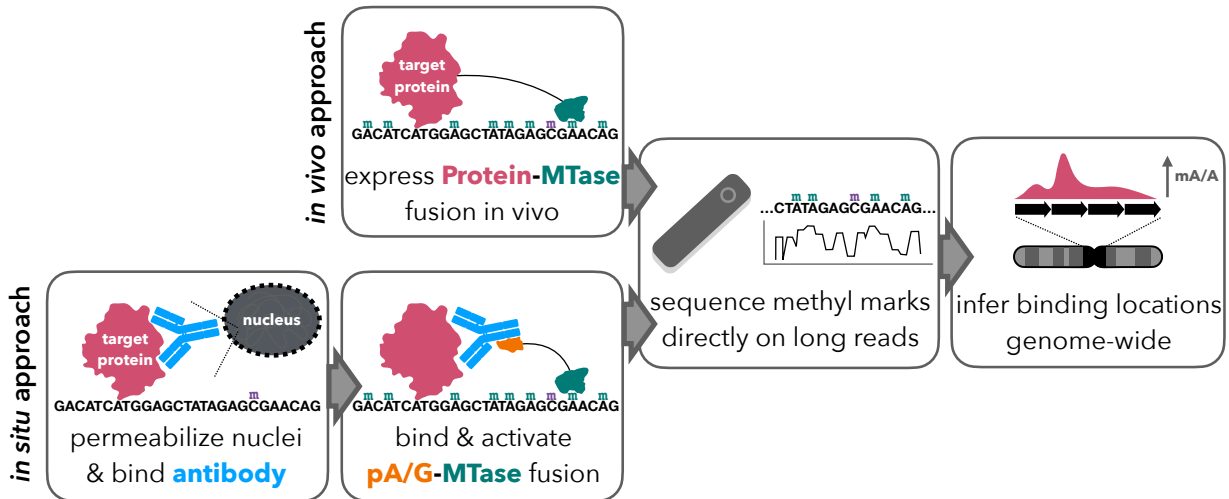 in vivo approach
target
protein
m m m m m m m m m
GACATCATGGAGCTATAGAGCGAACAG
express Protein-MTase
fusion in vivo
in situ approach
target
protein
nucleus
m
GACATCATGGAGCTATAGAGCGAACAG
permeabilize nuclei
& bind antibody
m m m m m m m m m
GACATCATGGAGCTATAGAGCGAACAG
bind & activate
pA/G-MTase fusion
m m m m m
...CTATAGAGCGAACAG...
sequence methyl marks
directly on long reads
mA/A
infer binding locations
genome-wide